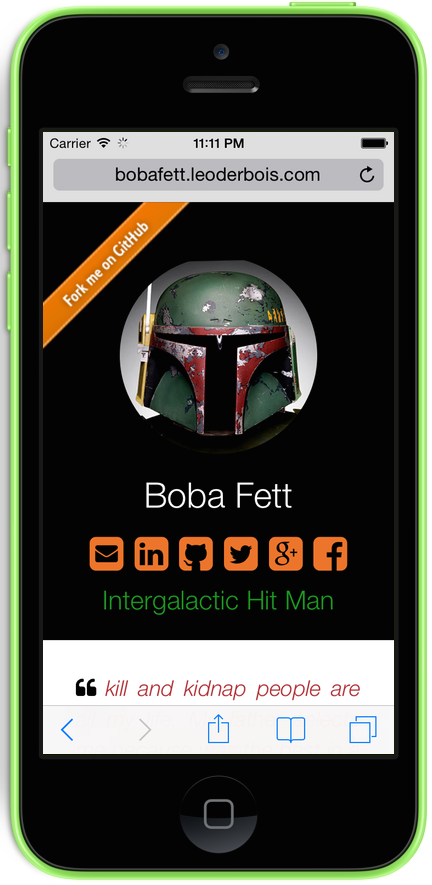 Carrier 11:11 PM
bobafett.leoderbois.com
Fork me on GitHub
Boba Fett
in g+ f
Intergalactic Hit Man
❝ kill and kidnap people are